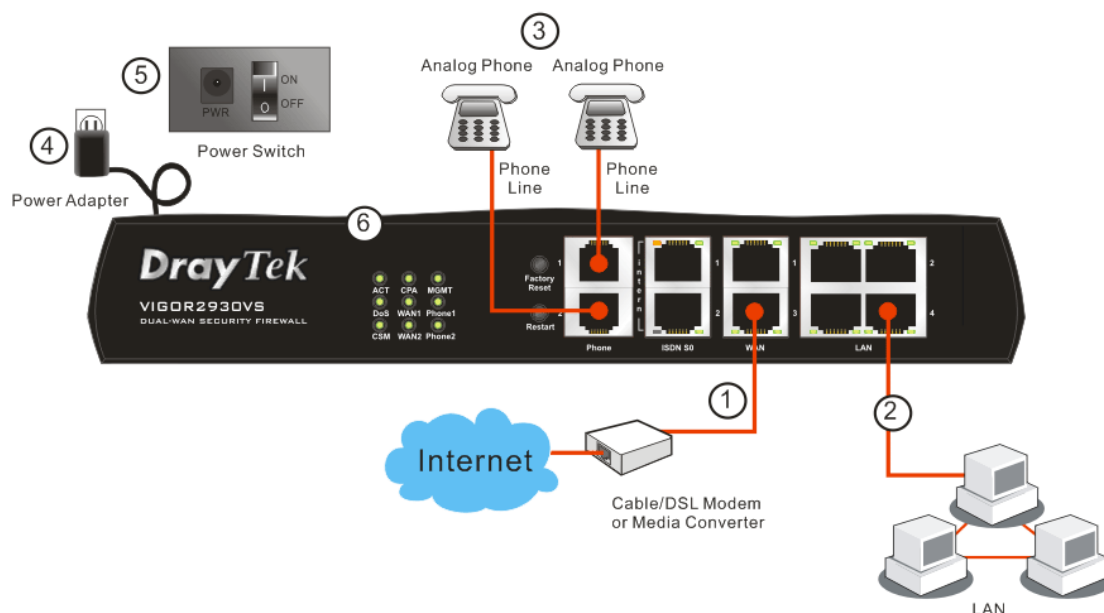 3
Analog Phone Analog Phone
5
ON
OFF
PWR
Power Switch
4
Power Adapter
Phone Line
Phone Line
6
DrayTek
VIGOR2930VS
DUAL-WAN SECURITY FIREWALL
ACT CPA MGMT
DoS WAN1 Phone1
CSM WAN2 Phone2
Factory Reset
Restart
1
2
Phone
intern
1
2
ISDN S0
1
WAN
2
3
4
LAN
1
2
Internet
Cable/DSL Modem
or Media Converter
LAN